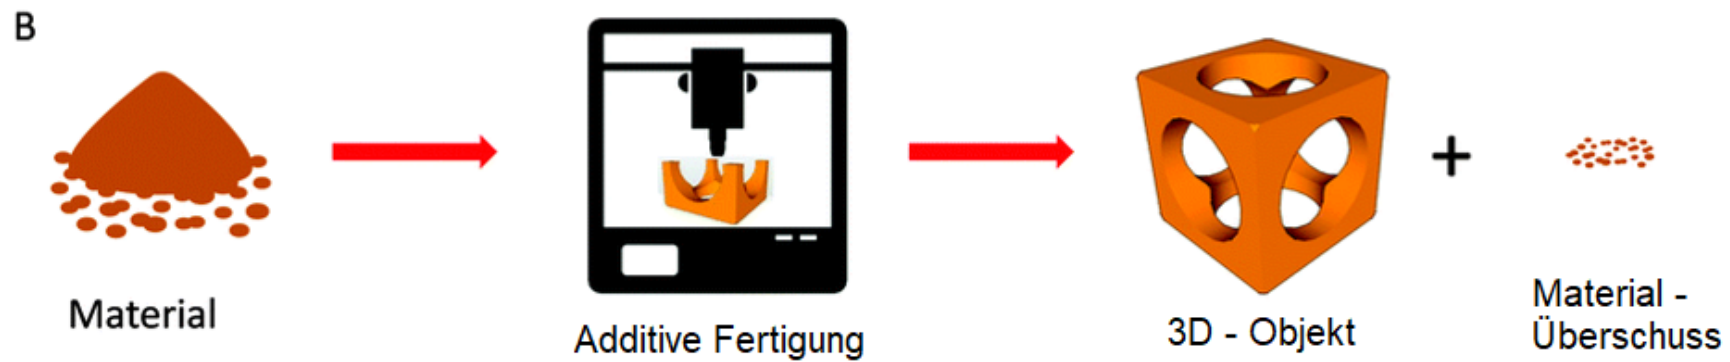 B
Material
Additive Fertigung
3D - Objekt
+
Material -
Überschuss